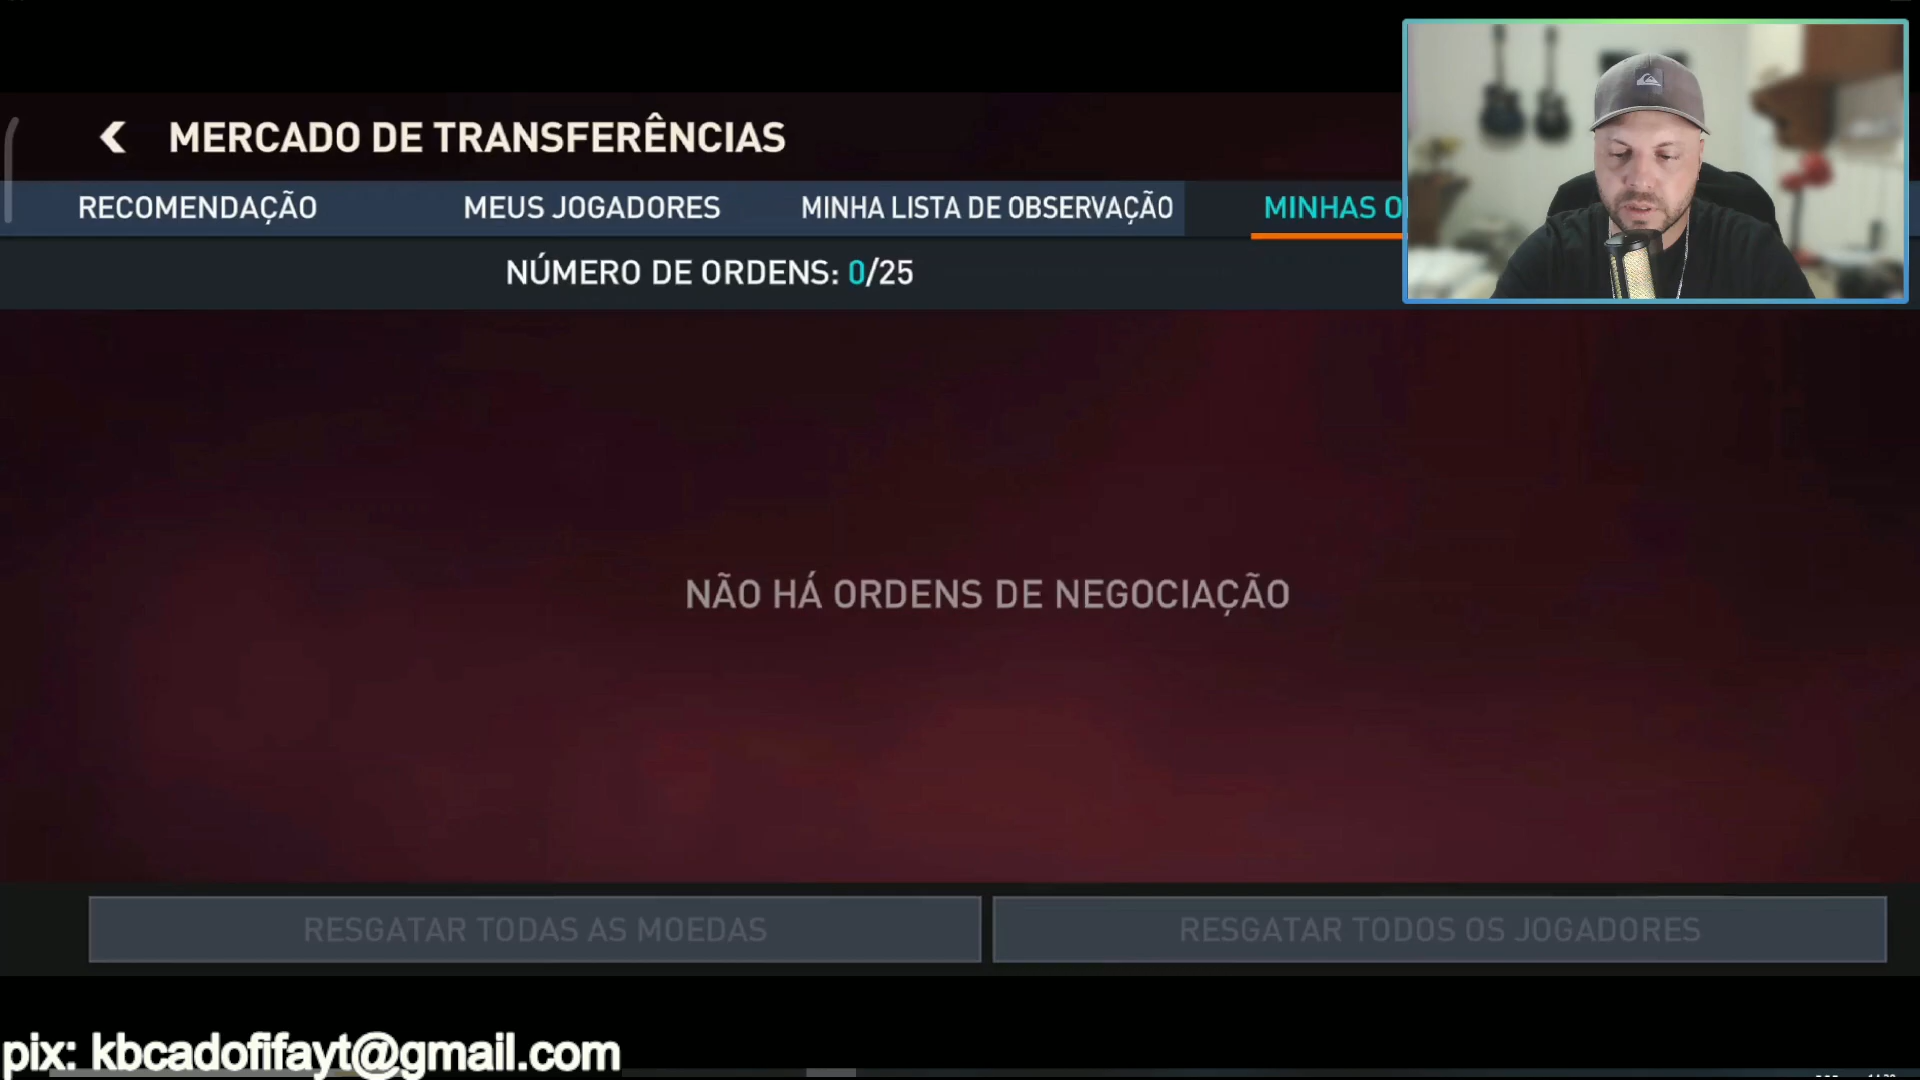 MERCADO DE TRANSFERÊNCIAS
RECOMENDAÇÃO MEUS JOGADORES MINHA LISTA DE OBSERVAÇÃO MINHAS O
NÚMERO DE ORDENS: 0/25
NÃO HÁ ORDENS DE NEGOCIAÇÃO
RESGATAR TODAS AS MOEDAS RESGATAR TODOS OS JOGADORES
pix: kbcadofifayt@gmail.com